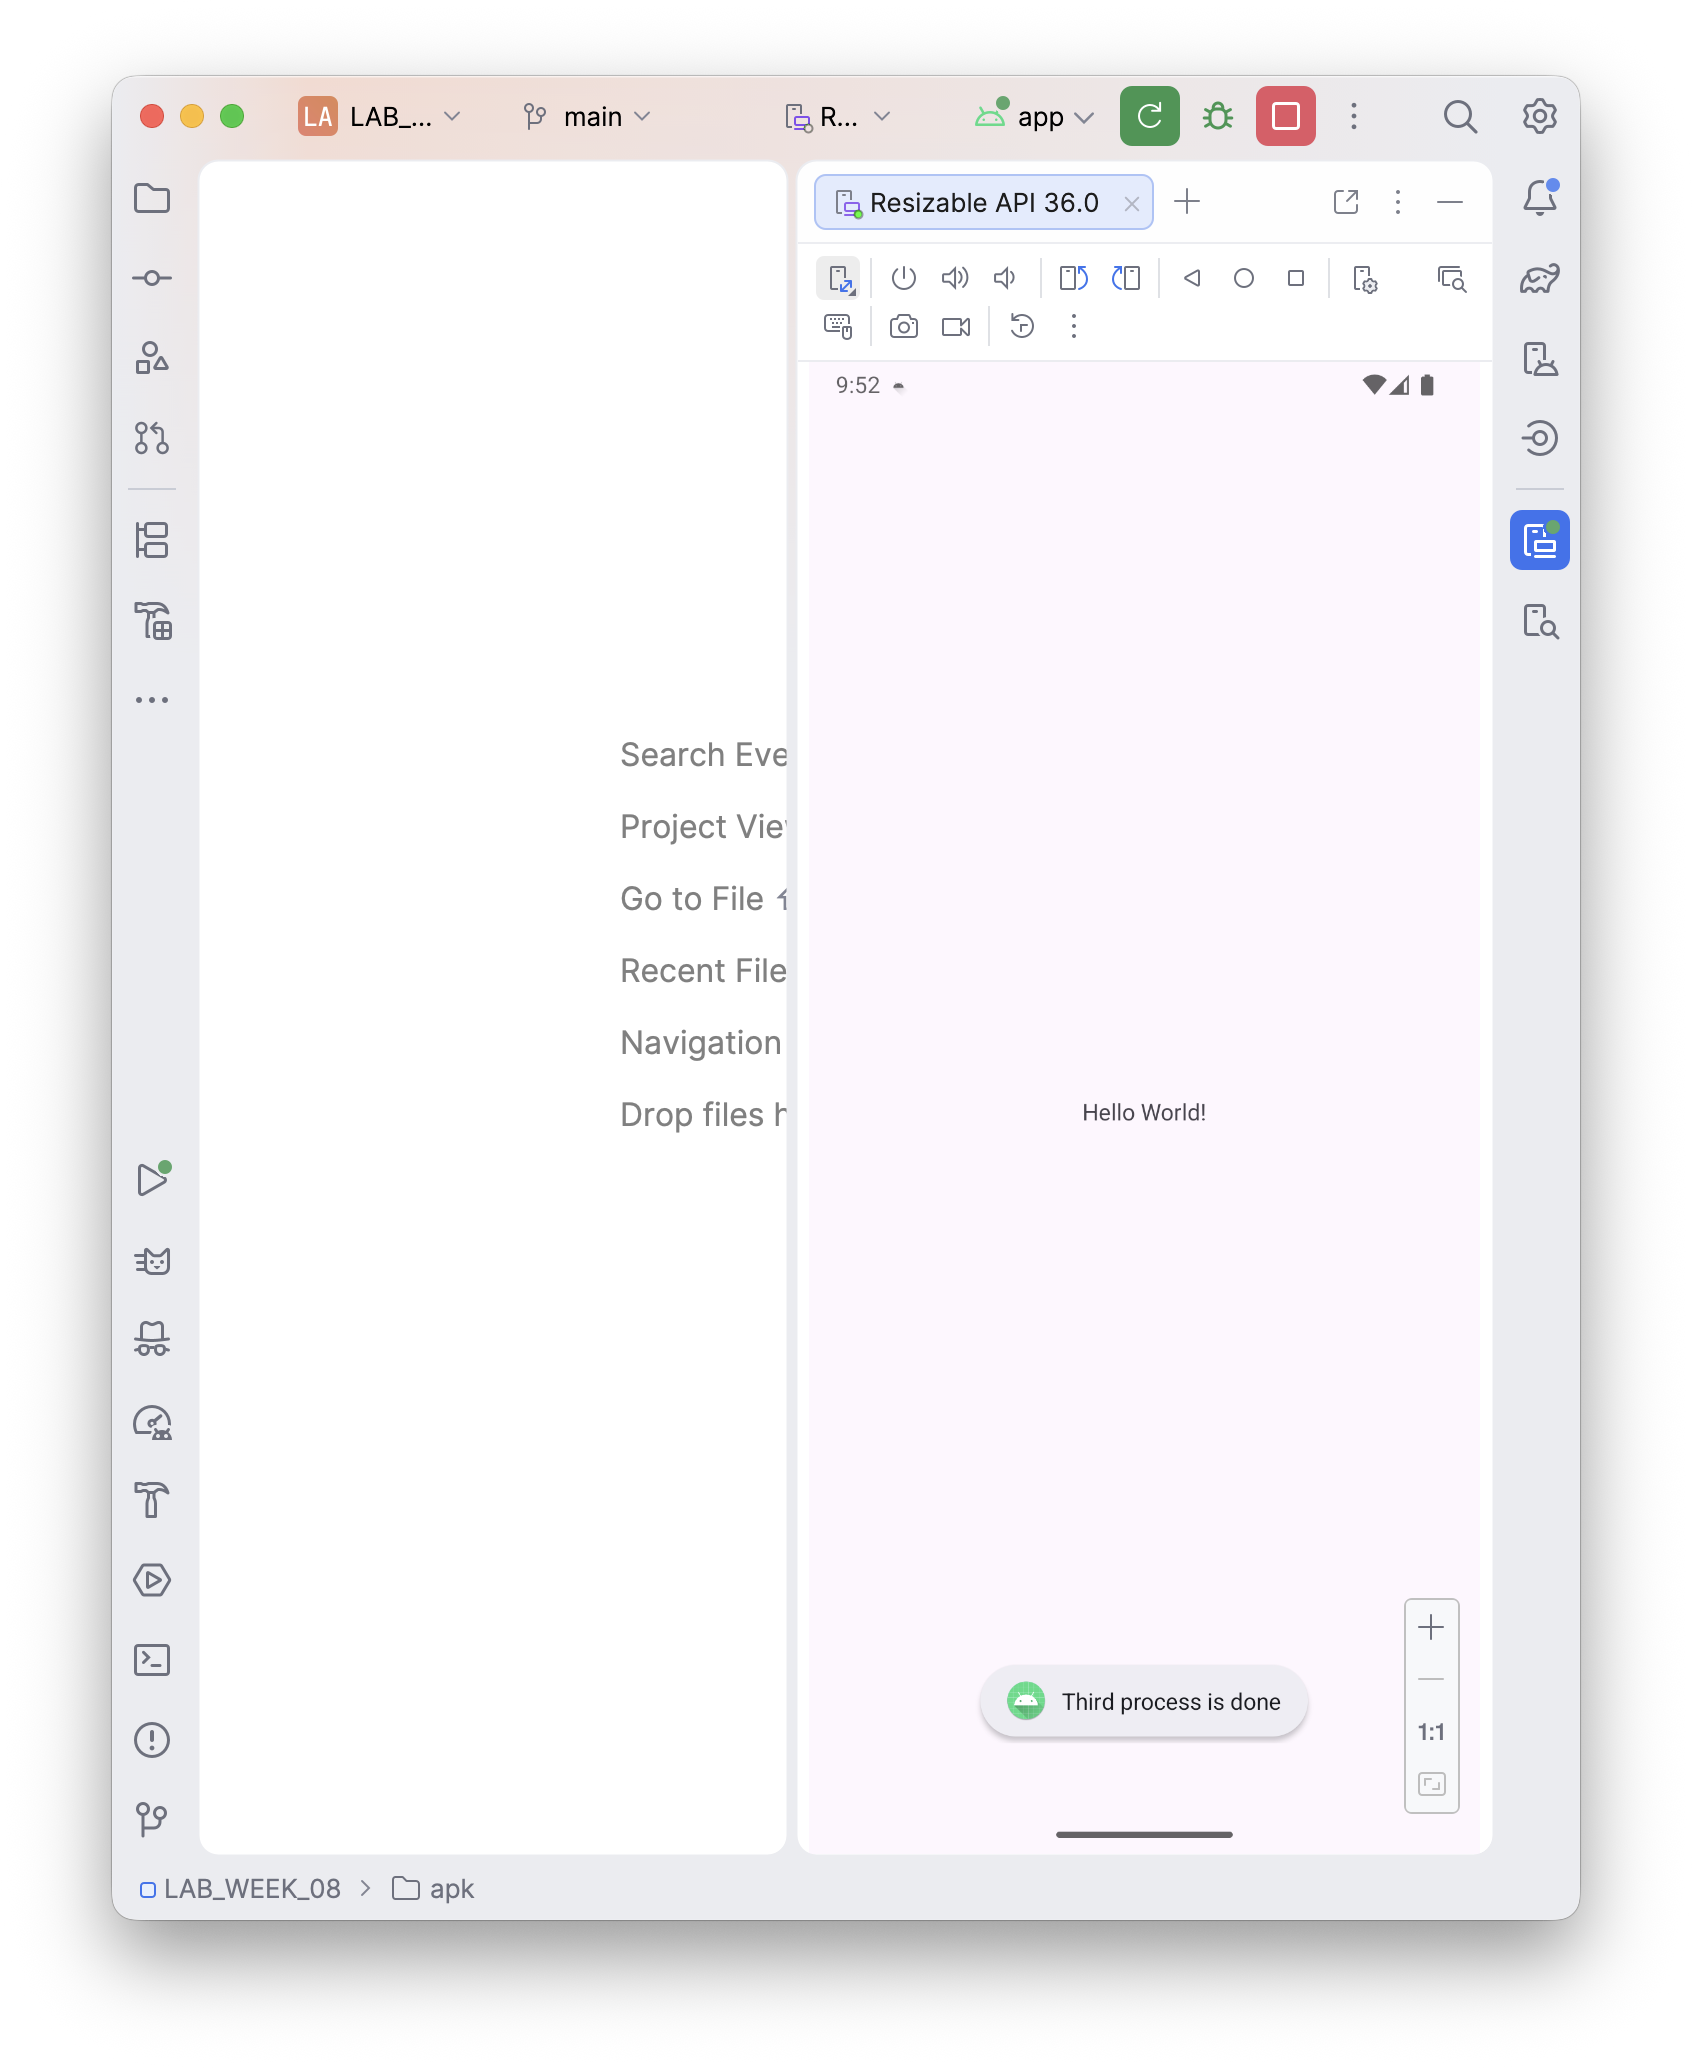 LA LAB_... main R... app
Resizable API 36.0
9:52
Search Eve
Project Vie
Go to File
Recent File
Navigation
Drop files h
Hello World!
Third process is done
1:1
LAB_WEEK_08 > apk